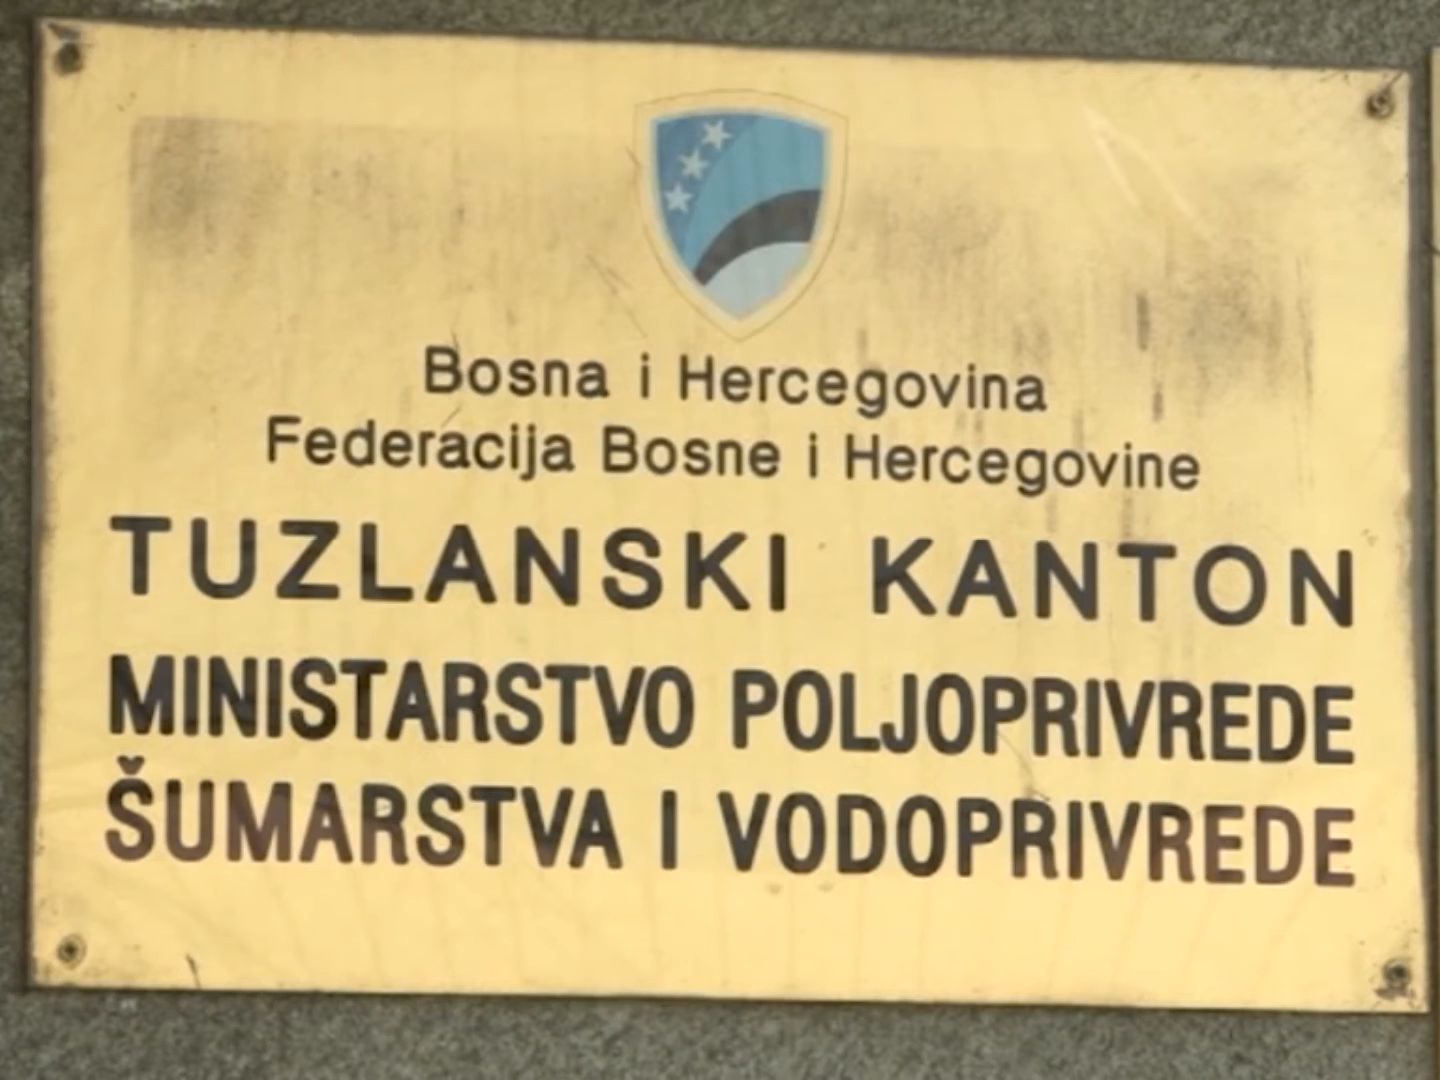 Bosna i Hercegovina
Federacija Bosne i Hercegovine
TUZLANSKI KANTON
MINISTARSTVO POLJOPRIVREDE
ŠUMARSTVA I VODOPRIVREDE